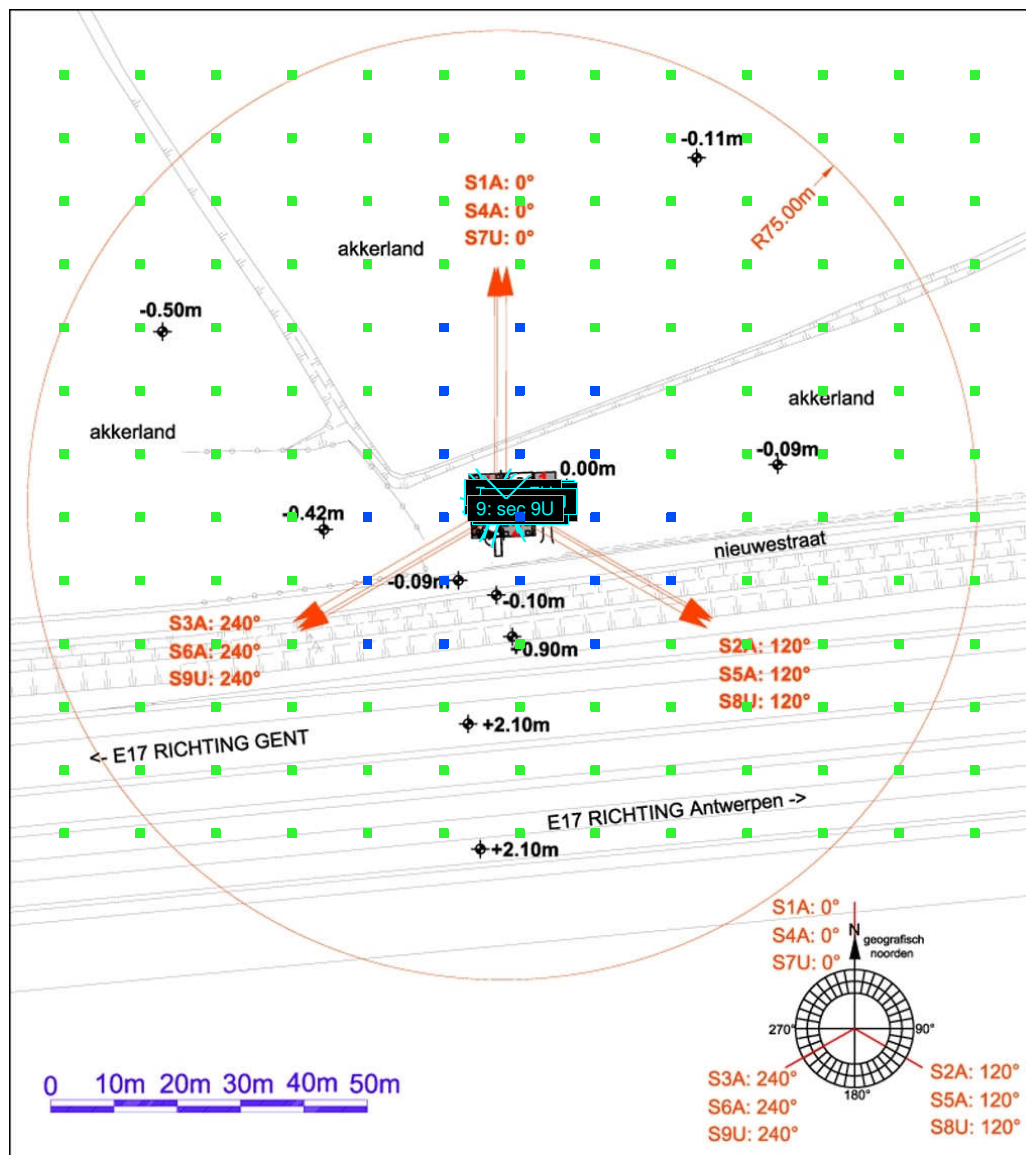 -0.11m
S1A: 0°
S4A: 0°
S7U: 0°
R75.00m
akkerland
-0.50m
akkerland
akkerland
-0.09m
0.00m
9: sec 9U
-0.42m
nieuwestraat
-0.09m
-0.10m
S3A: 240°
S6A: 240°
S9U: 240°
+0.90m
S2A: 120°
S5A: 120°
S8U: 120°
+2.10m
<- E17 RICHTING GENT
E17 RICHTING Antwerpen ->
+2.10m
S1A: 0°
S4A: 0°
S7U: 0°
N
geografisch
noorden
270°
90°
180°
0 10m 20m 30m 40m 50m
S3A: 240°
S6A: 240°
S9U: 240°
S2A: 120°
S5A: 120°
S8U: 120°